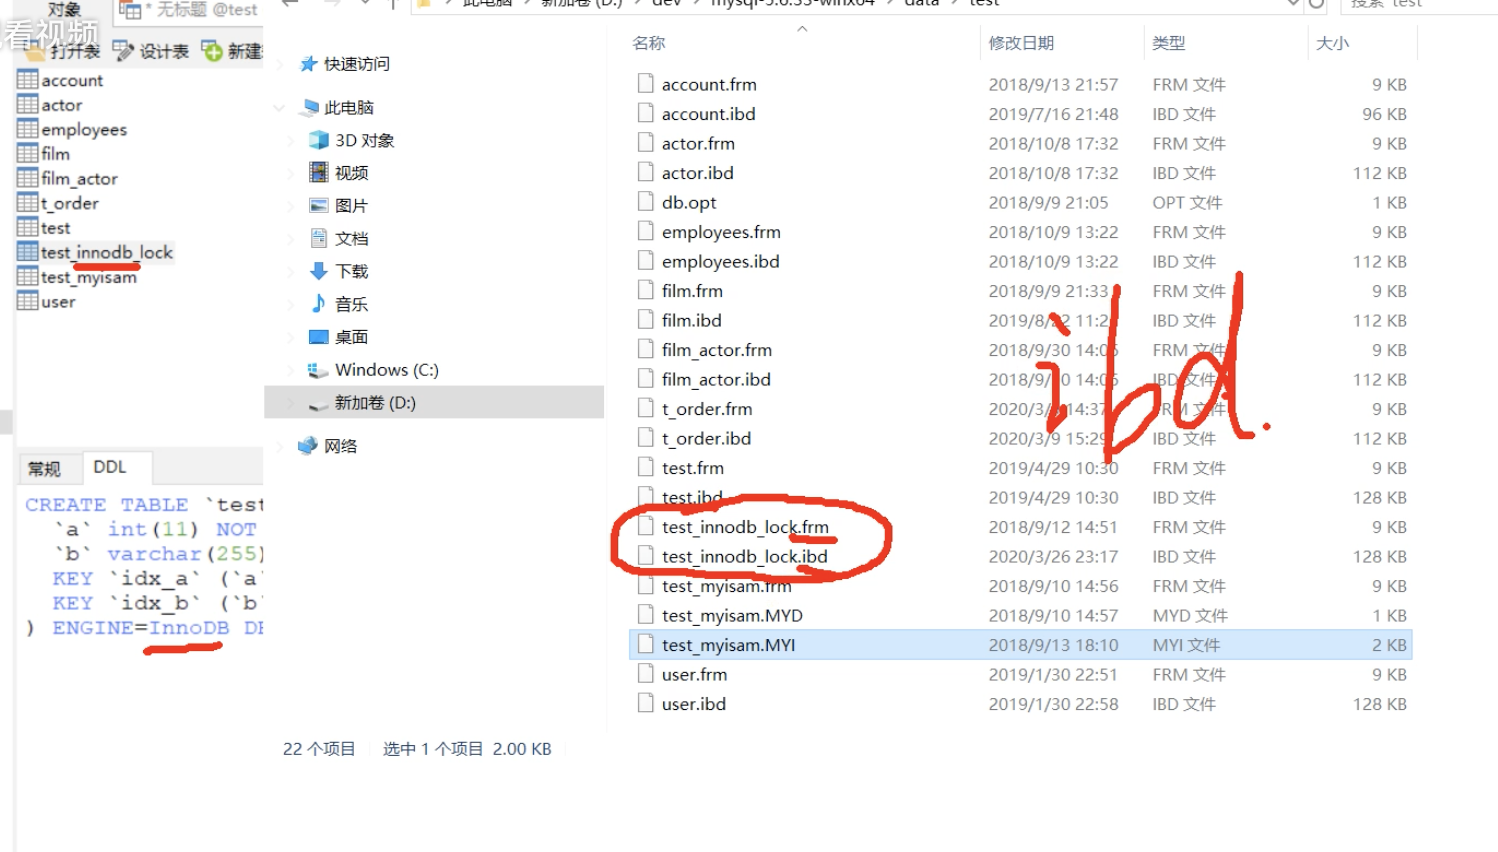 对象
* 无标题 @test
看视频
打开表 设计表 新建
account
actor
employees
film
film_actor
t_order
test
test_innodb_lock
test_myisam
user
常规 DDL
CREATE TABLE `test
`a` int(11) NOT
`b` varchar(255)
KEY `idx_a` (`a`
KEY `idx_b` (`b`
) ENGINE=InnoDB DE
此电脑 > 新加卷 (D:) > dev > mysql-5.6.35-winx64 > data > test
搜索"test"
快速访问
此电脑
3D 对象
视频
图片
文档
下载
音乐
桌面
Windows (C:)
新加卷 (D:)
网络
名称 修改日期 类型 大小
account.frm 2018/9/13 21:57 FRM 文件 9 KB
account.ibd 2019/7/16 21:48 IBD 文件 96 KB
actor.frm 2018/10/8 17:32 FRM 文件 9 KB
actor.ibd 2018/10/8 17:32 IBD 文件 112 KB
db.opt 2018/9/9 21:05 OPT 文件 1 KB
employees.frm 2018/10/9 13:22 FRM 文件 9 KB
employees.ibd 2018/10/9 13:22 IBD 文件 112 KB
film.frm 2018/9/9 21:33 FRM 文件 9 KB
film.ibd 2019/8/22 11:2 IBD 文件 112 KB
film_actor.frm 2018/9/30 14:06 FRM 文件 9 KB
film_actor.ibd 2018/9/30 14:06 IBD 文件 112 KB
t_order.frm 14:37 FRM 文件 9 KB
t_order.ibd 2020/3/9 15:29 IBD 文件 112 KB
test.frm 2019/4/29 10:30 FRM 文件 9 KB
test.ibd 2019/4/29 10:30 IBD 文件 128 KB
test_innodb_lock.frm 2018/9/12 14:51 FRM 文件 9 KB
test_innodb_lock.ibd 2020/3/26 23:17 IBD 文件 128 KB
test_myisam.frm 2018/9/10 14:56 FRM 文件 9 KB
test_myisam.MYD 2018/9/10 14:57 MYD 文件 1 KB
test_myisam.MYI 2018/9/13 18:10 MYI 文件 2 KB
user.frm 2019/1/30 22:51 FRM 文件 9 KB
user.ibd 2019/1/30 22:58 IBD 文件 128 KB
ibd.
22 个项目 选中 1 个项目 2.00 KB